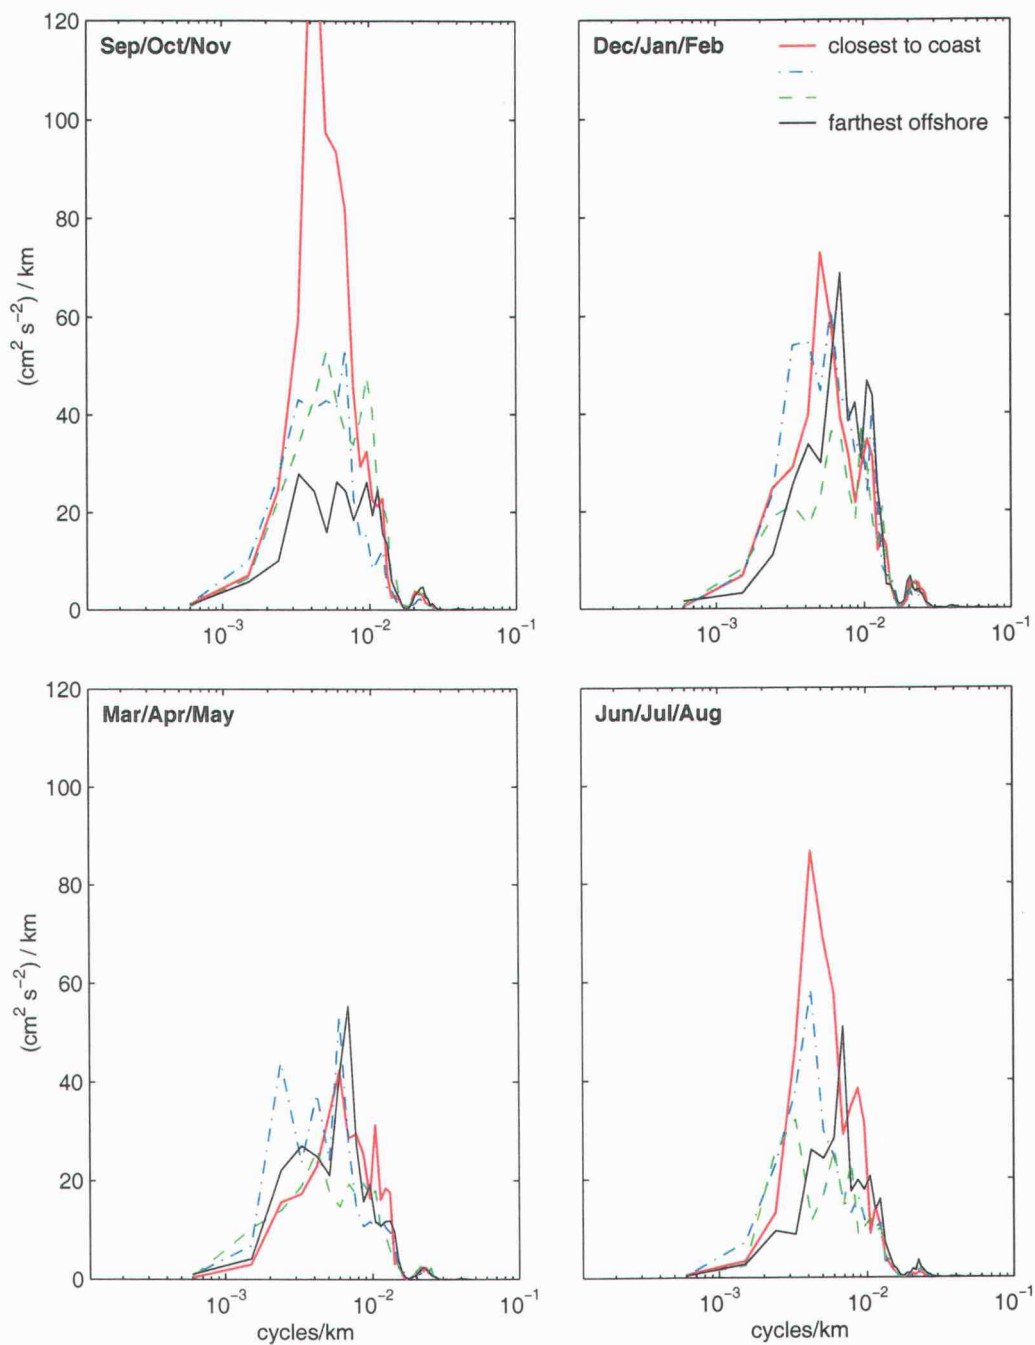 120
100
80
60
40
20
0
(cm² s⁻²) / km
Sep/Oct/Nov
10⁻³
10⁻²
10⁻¹
Dec/Jan/Feb
closest to coast
farthest offshore
10⁻³
10⁻²
10⁻¹
120
100
80
60
40
20
0
(cm² s⁻²) / km
Mar/Apr/May
10⁻³
10⁻²
10⁻¹
cycles/km
Jun/Jul/Aug
10⁻³
10⁻²
10⁻¹
cycles/km